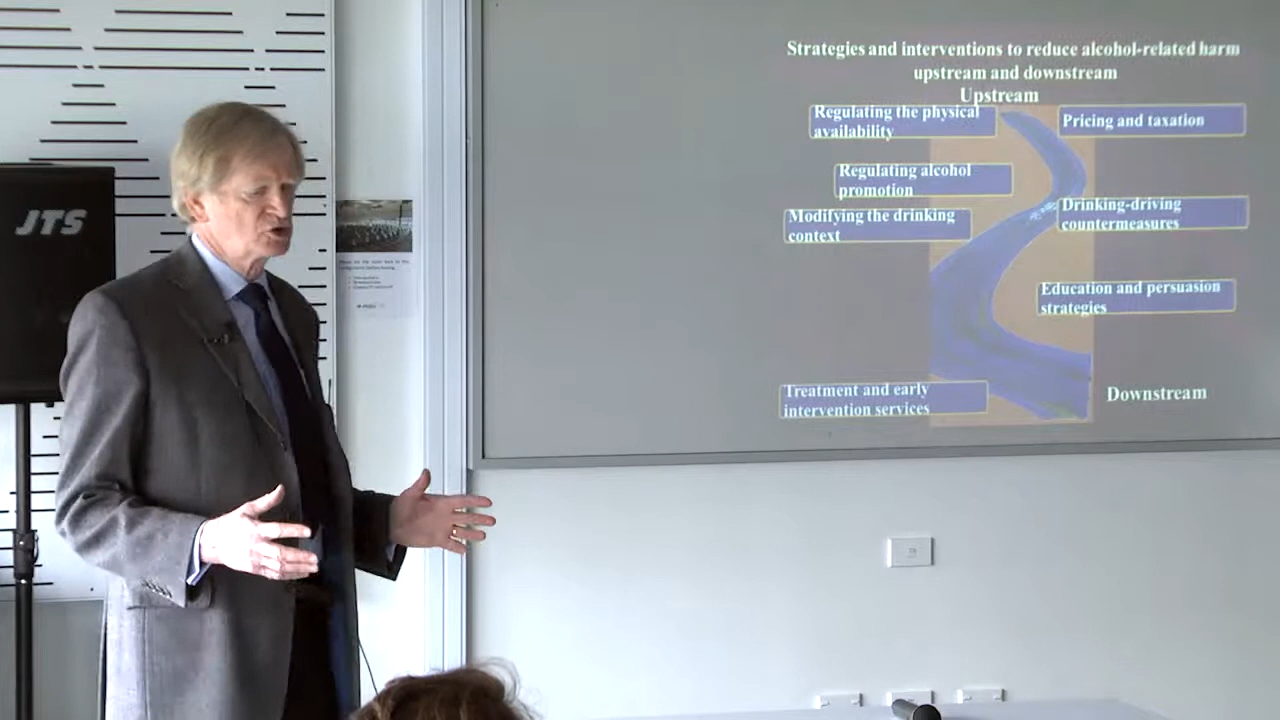 JTS
Strategies and interventions to reduce alcohol-related harm
upstream and downstream
Upstream
Regulating the physical
availability
Pricing and taxation
Regulating alcohol
promotion
Modifying the drinking
context
Drinking-driving
countermeasures
Education and persuasion
strategies
Treatment and early
intervention services
Downstream